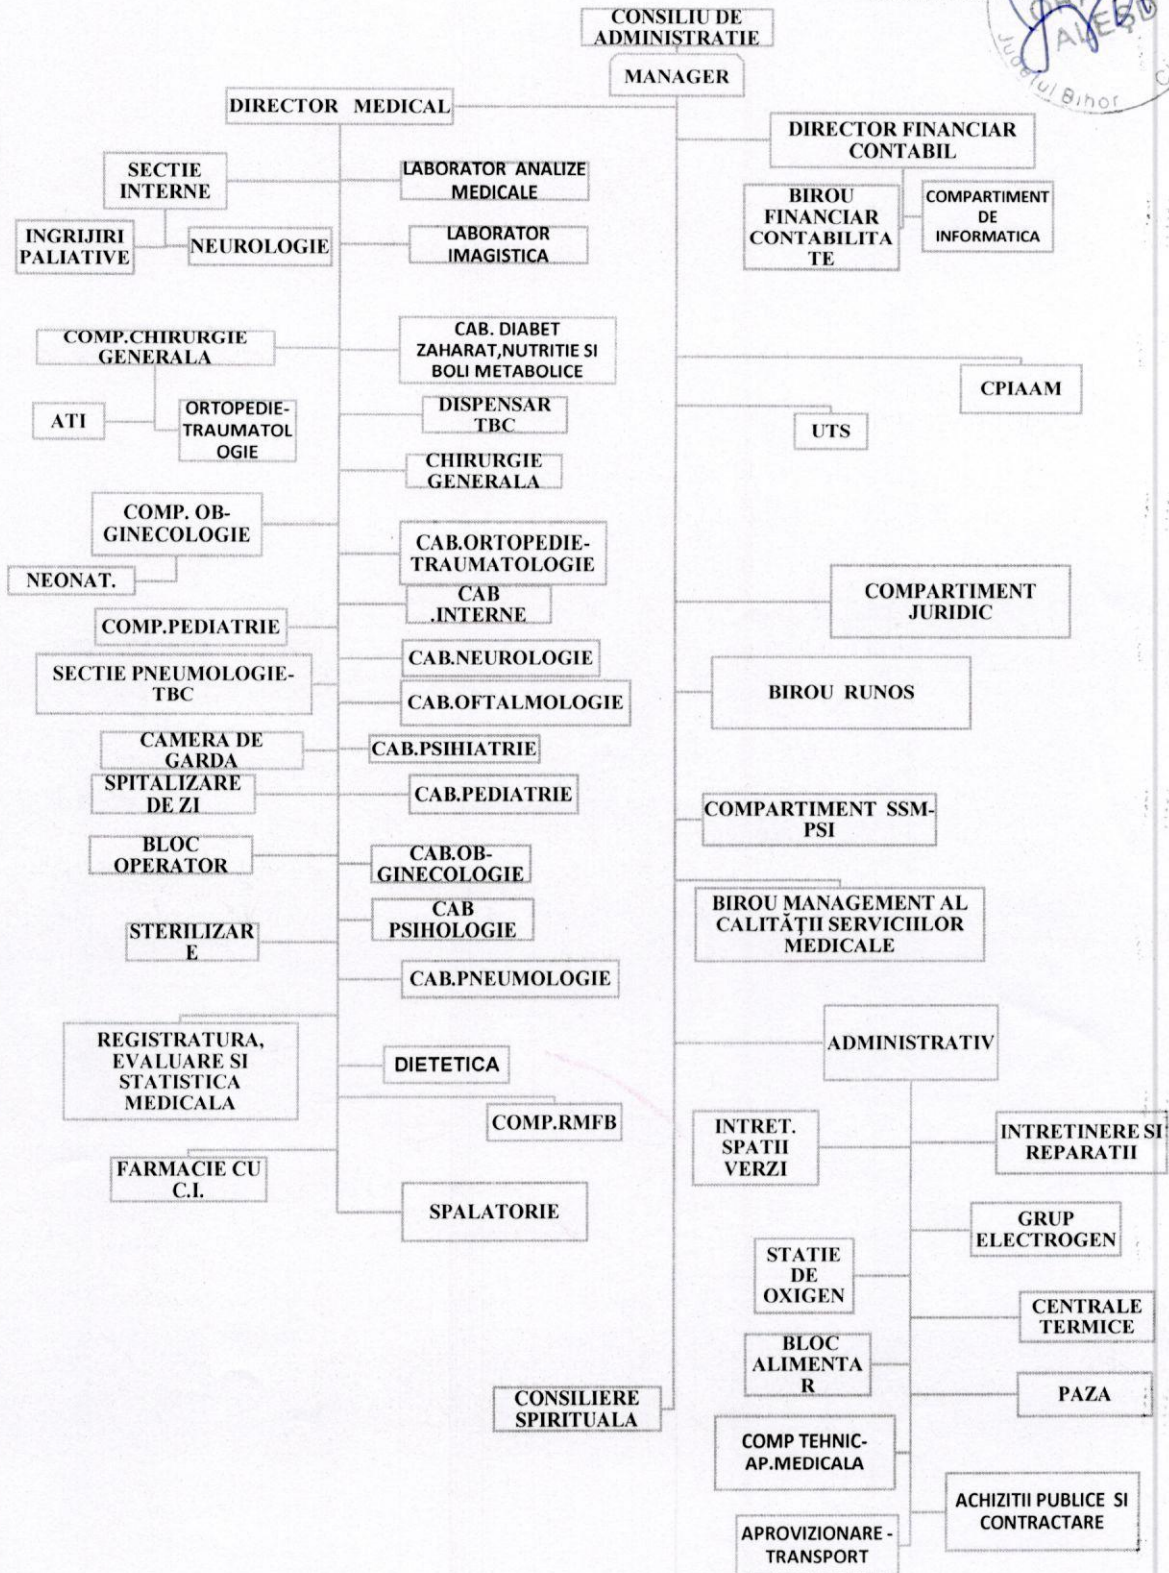 CONSILIU DE
ADMINISTRATIE
ALEŞD
Judeţul Bihor
MANAGER
DIRECTOR MEDICAL
DIRECTOR FINANCIAR
CONTABIL
SECTIE
INTERNE
LABORATOR ANALIZE
MEDICALE
BIROU
FINANCIAR
CONTABILITA
TE
COMPARTIMENT
DE
INFORMATICA
INGRIJIRI
PALIATIVE
NEUROLOGIE
LABORATOR
IMAGISTICA
COMP.CHIRURGIE
GENERALA
CAB. DIABET
ZAHARAT,NUTRITIE SI
BOLI METABOLICE
CPIAAM
ATI
ORTOPEDIE-
TRAUMATOL
OGIE
DISPENSAR
TBC
UTS
CHIRURGIE
GENERALA
COMP. OB-
GINECOLOGIE
CAB.ORTOPEDIE-
TRAUMATOLOGIE
NEONAT.
CAB
.INTERNE
COMPARTIMENT
JURIDIC
COMP.PEDIATRIE
CAB.NEUROLOGIE
SECTIE PNEUMOLOGIE-
TBC
CAB.OFTALMOLOGIE
BIROU RUNOS
CAMERA DE
GARDA
CAB.PSIHIATRIE
SPITALIZARE
DE ZI
CAB.PEDIATRIE
COMPARTIMENT SSM-
PSI
BLOC
OPERATOR
CAB.OB-
GINECOLOGIE
BIROU MANAGEMENT AL
CALITĂŢII SERVICIILOR
MEDICALE
STERILIZAR
E
CAB
PSIHOLOGIE
CAB.PNEUMOLOGIE
REGISTRATURA,
EVALUARE SI
STATISTICA
MEDICALA
DIETETICA
ADMINISTRATIV
COMP.RMFB
INTRET.
SPATII
VERZI
INTRETINERE SI
REPARATII
FARMACIE CU
C.I.
SPALATORIE
GRUP
ELECTROGEN
STATIE
DE
OXIGEN
CENTRALE
TERMICE
BLOC
ALIMENTA
R
PAZA
CONSILIERE
SPIRITUALA
COMP TEHNIC-
AP.MEDICALA
ACHIZITII PUBLICE SI
CONTRACTARE
APROVIZIONARE -
TRANSPORT